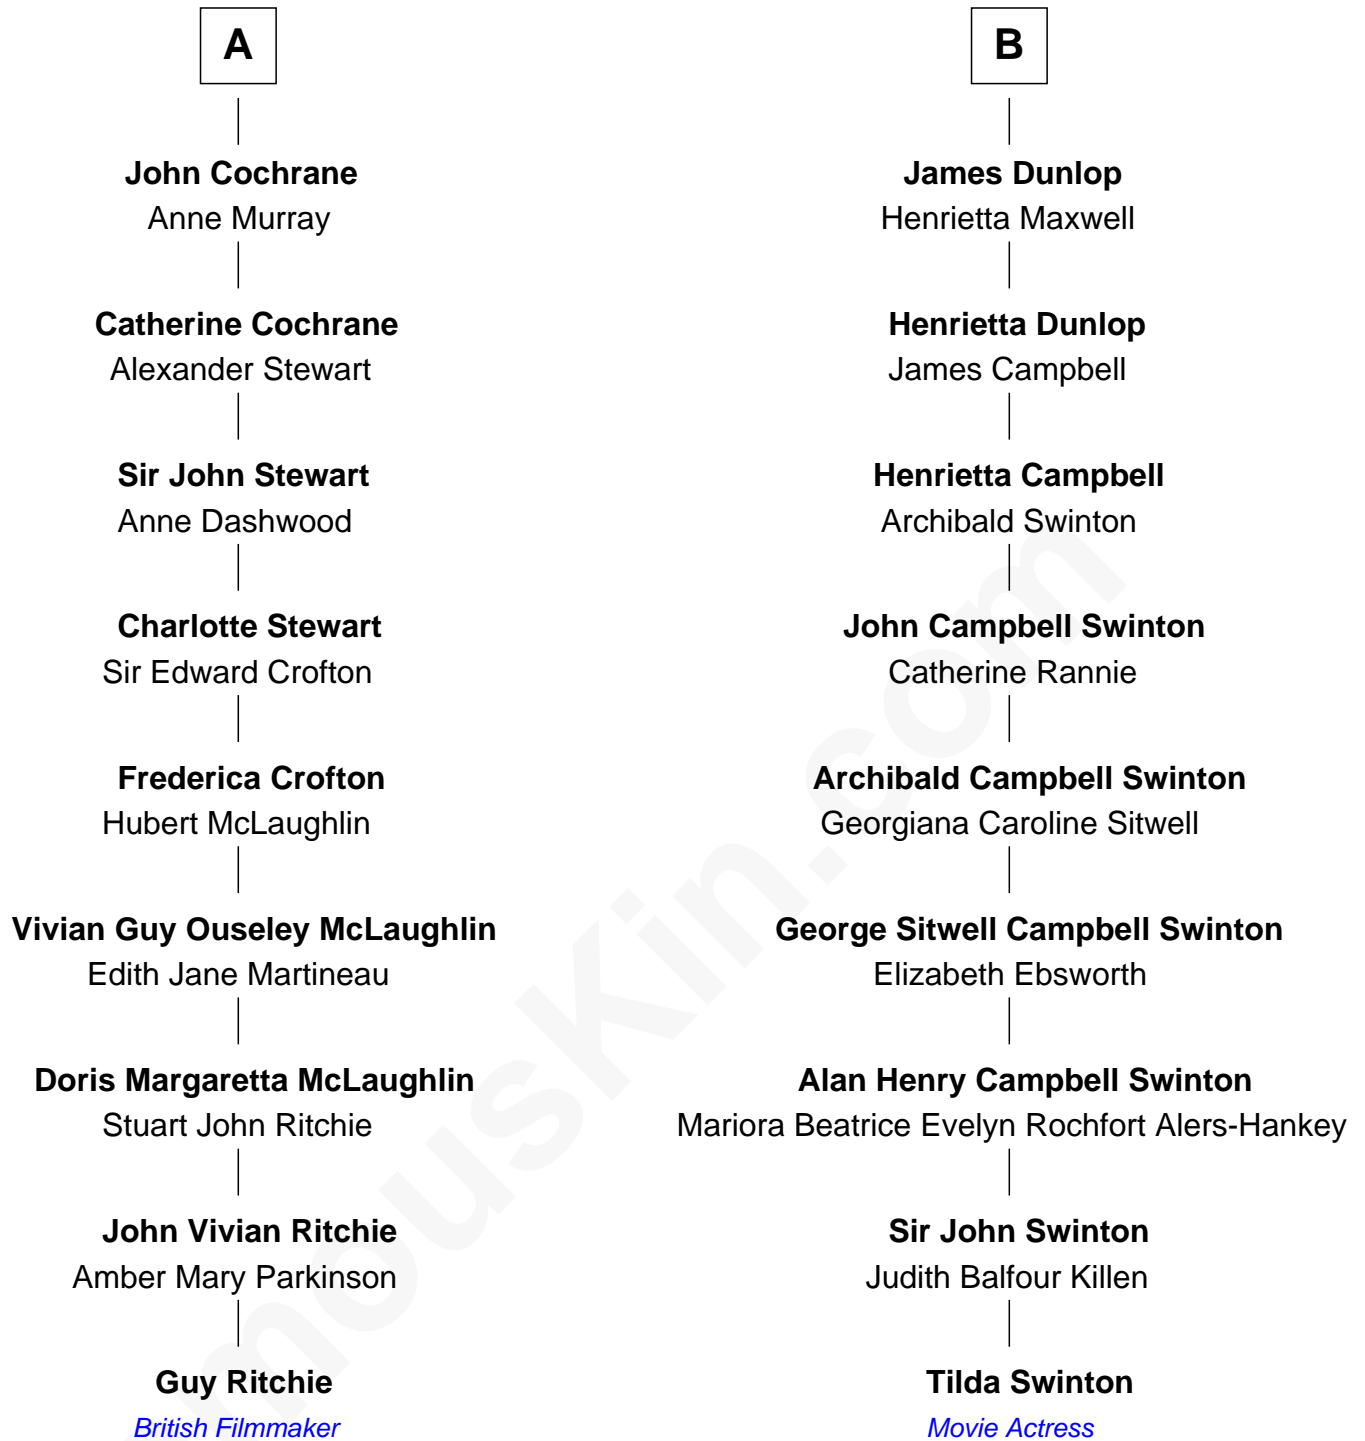 A
John Cochrane
Anne Murray
Catherine Cochrane
Alexander Stewart
Sir John Stewart
Anne Dashwood
Charlotte Stewart
Sir Edward Crofton
Frederica Crofton
Hubert McLaughlin
Vivian Guy Ouseley McLaughlin
Edith Jane Martineau
Doris Margaretta McLaughlin
Stuart John Ritchie
John Vivian Ritchie
Amber Mary Parkinson
Guy Ritchie
British Filmmaker
B
James Dunlop
Henrietta Maxwell
Henrietta Dunlop
James Campbell
Henrietta Campbell
Archibald Swinton
John Campbell Swinton
Catherine Rannie
Archibald Campbell Swinton
Georgiana Caroline Sitwell
George Sitwell Campbell Swinton
Elizabeth Ebsworth
Alan Henry Campbell Swinton
Mariora Beatrice Evelyn Rochfort Alers-Hankey
Sir John Swinton
Judith Balfour Killen
Tilda Swinton
Movie Actress
mousKin.com